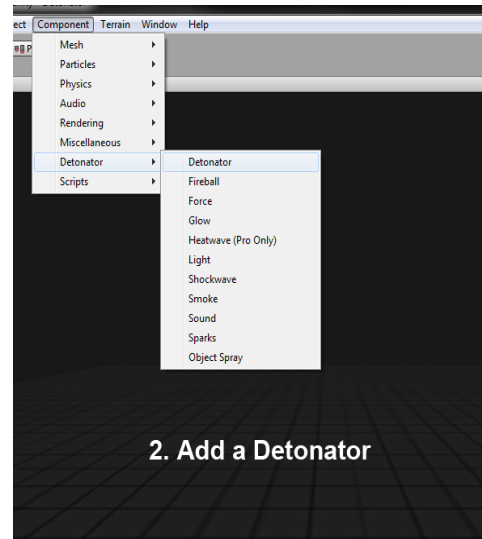 Component Terrain Window Help
Mesh
Particles
Physics
Audio
Rendering
Miscellaneous
Detonator
Scripts
Detonator
Fireball
Force
Glow
Heatwave (Pro Only)
Light
Shockwave
Smoke
Sound
Sparks
Object Spray
2. Add a Detonator